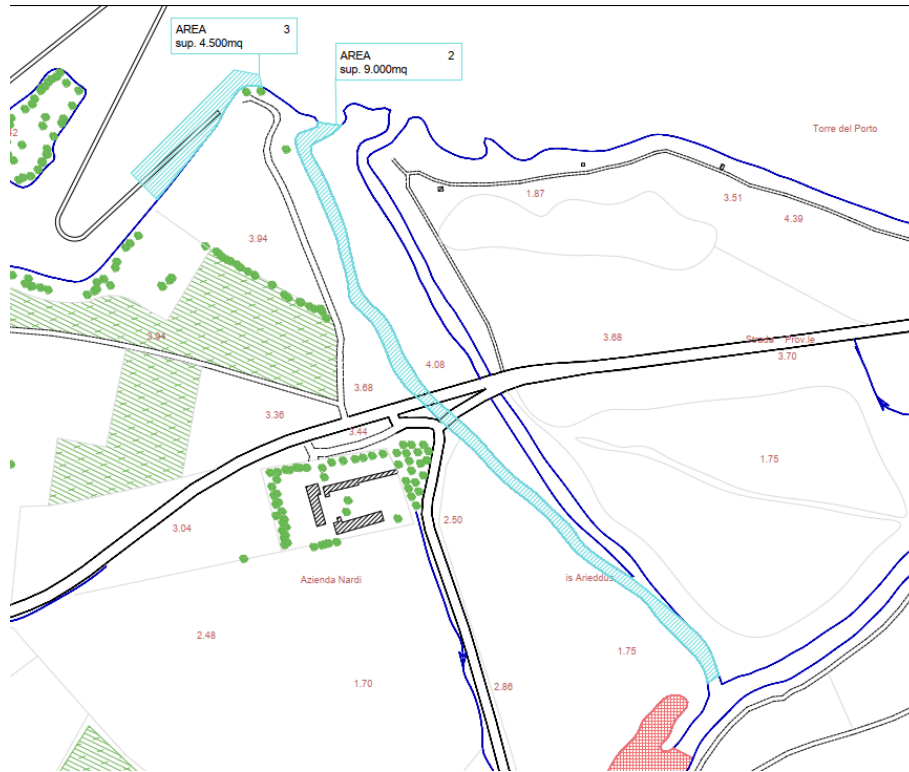 AREA 3
sup. 4.500mq
AREA 2
sup. 9.000mq
Torre del Porto
42
1.87
3.51
4.39
3.94
3.94
3.68
Strada Prov.le
3.70
4.08
3.68
3.36
3.44
1.75
3.04
2.50
Azienda Nardi
is Arieddus
2.48
1.75
1.70
2.86